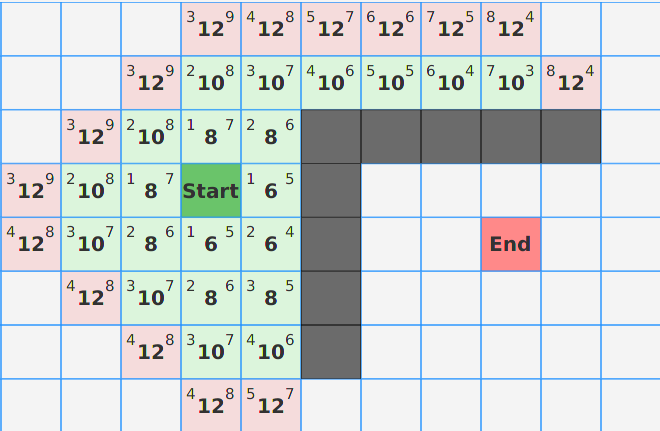 3 12 9 4 12 8 5 12 7 6 12 6 7 12 5 8 12 4
3 12 9 2 10 8 3 10 7 4 10 6 5 10 5 6 10 4 7 10 3 8 12 4
3 12 9 2 10 8 1 8 7 2 8 6
3 12 9 2 10 8 1 8 7 Start 1 6 5
4 12 8 3 10 7 2 8 6 1 6 5 2 6 4 End
4 12 8 3 10 7 2 8 6 3 8 5
4 12 8 3 10 7 4 10 6
4 12 8 5 12 7